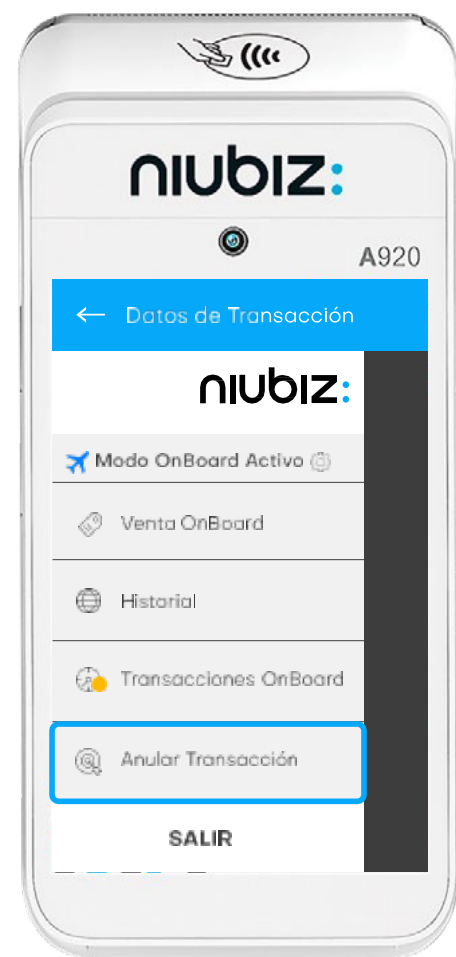 niubiz:
A920
← Datos de Transacción
niubiz:
Modo OnBoard Activo
Venta OnBoard
Historial
Transacciones OnBoard
Anular Transacción
SALIR